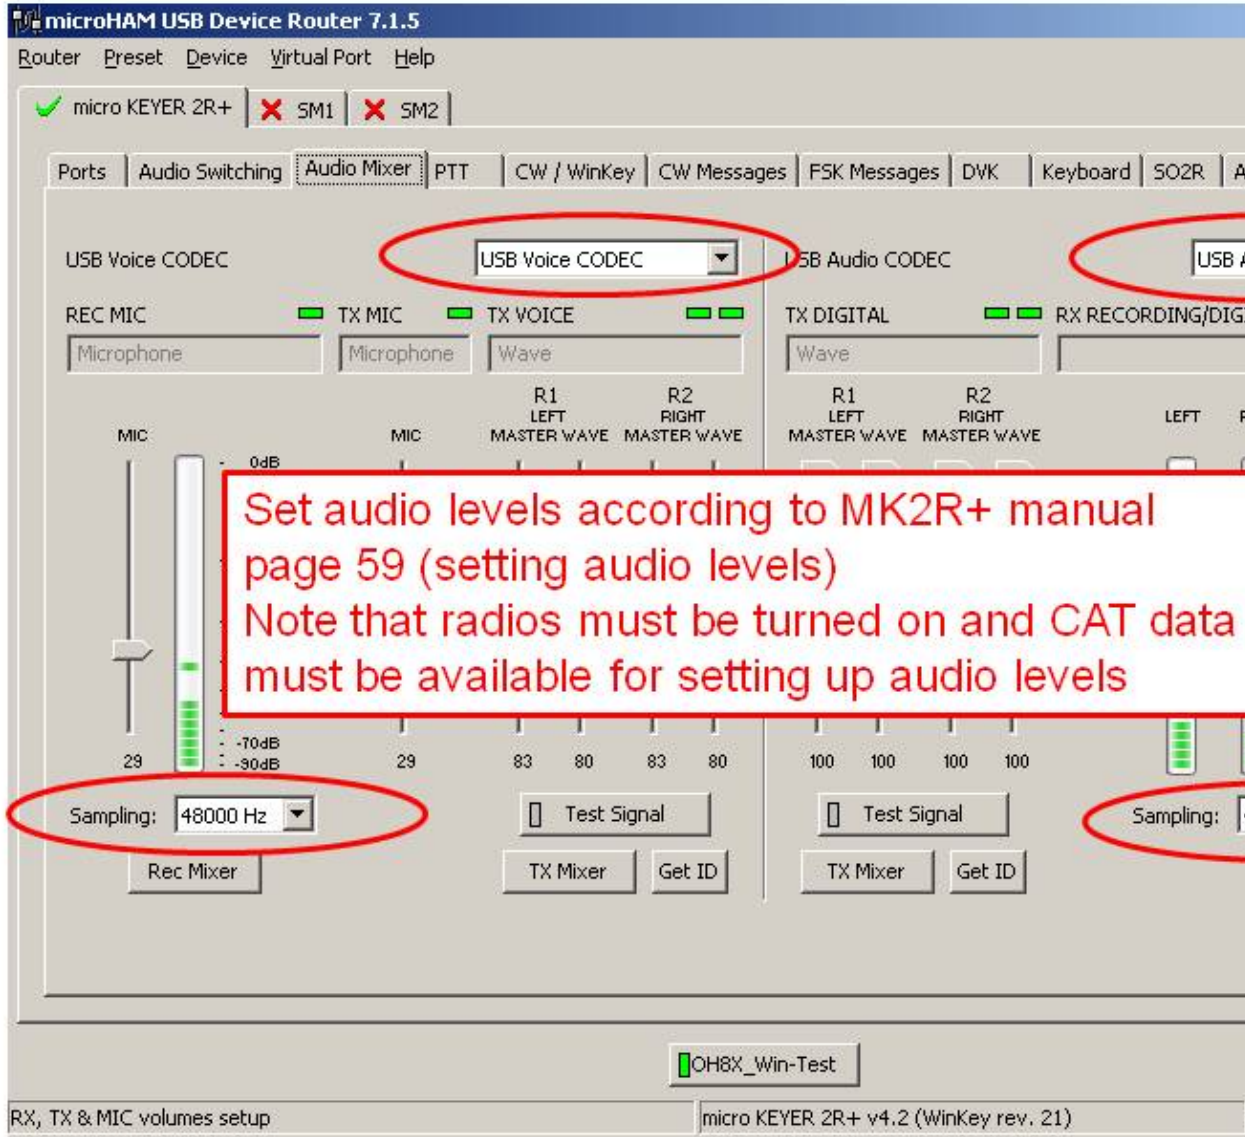 microHAM USB Device Router 7.1.5
Router Preset Device Virtual Port Help
micro KEYER 2R+ SM1 SM2
Ports Audio Switching Audio Mixer PTT CW / WinKey CW Messages FSK Messages DVK Keyboard SO2R A
USB Voice CODEC USB Voice CODEC USB Audio CODEC USB A
REC MIC TX MIC TX VOICE TX DIGITAL RX RECORDING/DIG
Microphone Microphone Wave Wave
R1 R2 R1 R2
LEFT RIGHT LEFT RIGHT LEFT
MIC MIC MASTER WAVE MASTER WAVE MASTER WAVE MASTER WAVE
0dB
Set audio levels according to MK2R+ manual
page 59 (setting audio levels)
Note that radios must be turned on and CAT data
must be available for setting up audio levels
-70dB
-90dB
29 29 83 80 83 80 100 100 100 100
Sampling: 48000 Hz Test Signal Test Signal Sampling:
Rec Mixer TX Mixer Get ID TX Mixer Get ID
OH8X_Win-Test
RX, TX & MIC volumes setup micro KEYER 2R+ v4.2 (WinKey rev. 21)